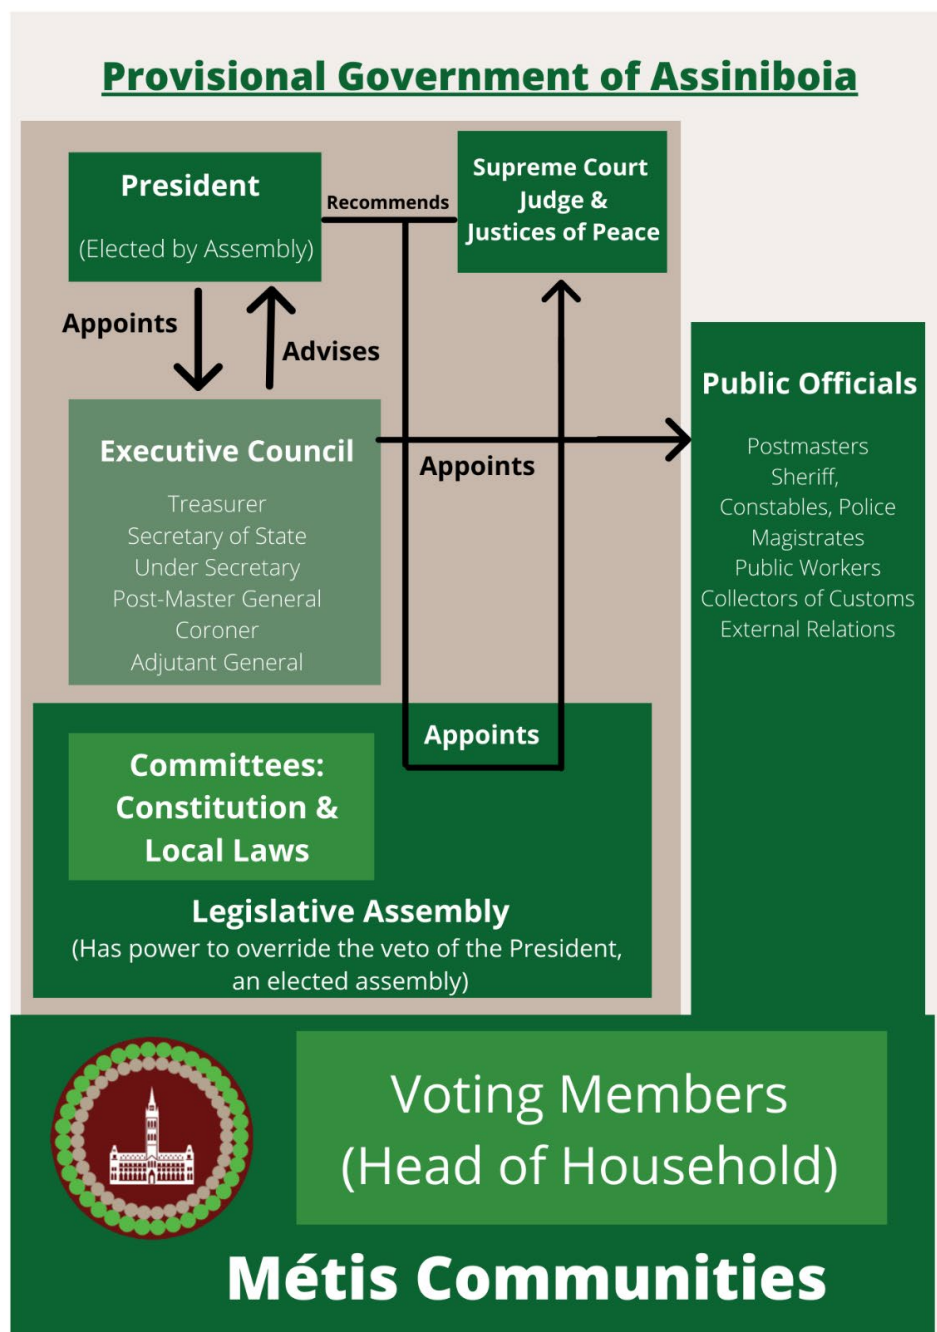 Provisional Government of Assiniboia
President
(Elected by Assembly)
Recommends
Supreme Court
Judge &
Justices of Peace
Appoints
Advises
Executive Council
Treasurer
Secretary of State
Under Secretary
Post-Master General
Coroner
Adjutant General
Appoints
Public Officials
Postmasters
Sheriff,
Constables, Police
Magistrates
Public Workers
Collectors of Customs
External Relations
Appoints
Committees:
Constitution &
Local Laws
Legislative Assembly
(Has power to override the veto of the President,
an elected assembly)
Voting Members
(Head of Household)
Métis Communities